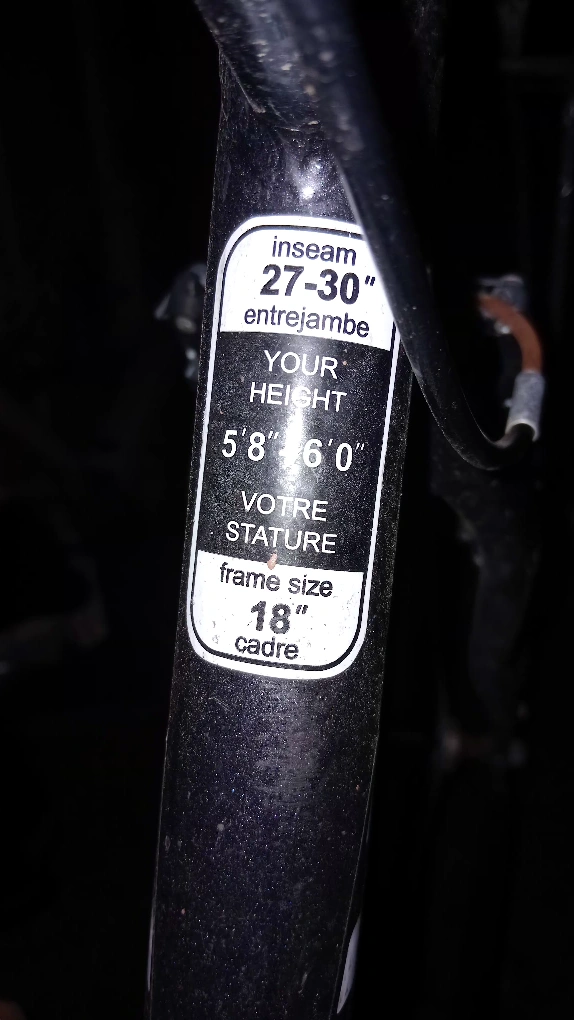 inseam
27-30"
entrejambe
YOUR
HEIGHT
5'8"-6'0"
VOTRE
STATURE
frame size
18"
cadre